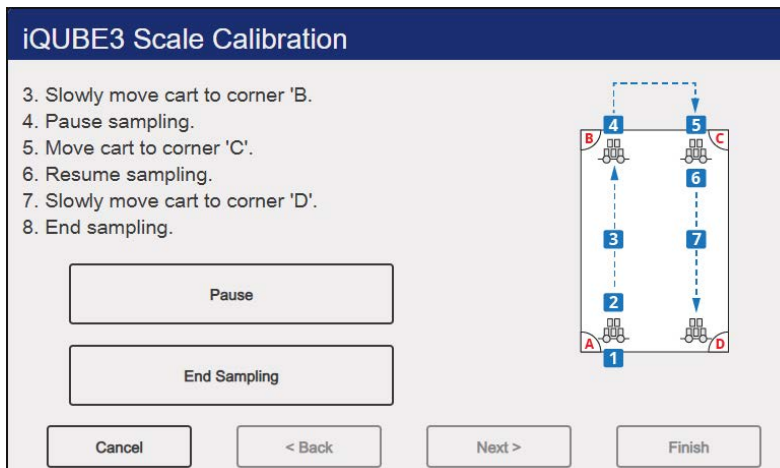 iQUBE3 Scale Calibration
3. Slowly move cart to corner 'B.
4. Pause sampling.
5. Move cart to corner 'C'.
6. Resume sampling.
7. Slowly move cart to corner 'D'.
8. End sampling.
Pause
End Sampling
B 4 5 C
6
3 7
2
A D
1
Cancel
< Back
Next >
Finish